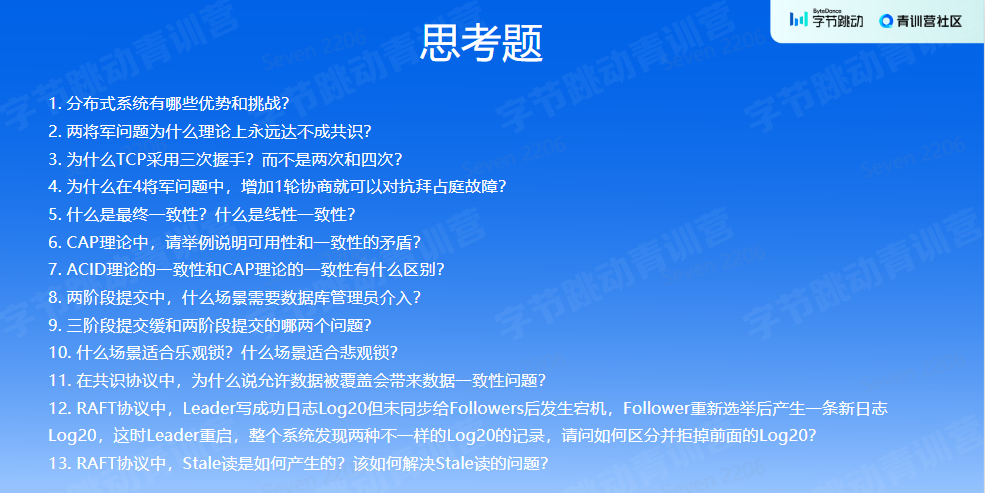 ByteDance
字节跳动 青训营社区
思考题
1. 分布式系统有哪些优势和挑战？
2. 两将军问题为什么理论上永远达不成共识？
3. 为什么TCP采用三次握手？而不是两次和四次？
4. 为什么在4将军问题中，增加1轮协商就可以对抗拜占庭故障？
5. 什么是最终一致性？什么是线性一致性？
6. CAP理论中，请举例说明可用性和一致性的矛盾？
7. ACID理论的一致性和CAP理论的一致性有什么区别？
8. 两阶段提交中，什么场景需要数据库管理员介入？
9. 三阶段提交缓和两阶段提交的哪两个问题？
10. 什么场景适合乐观锁？什么场景适合悲观锁？
11. 在共识协议中，为什么说允许数据被覆盖会带来数据一致性问题？
12. RAFT协议中，Leader写成功日志Log20但未同步给Followers后发生宕机，Follower重新选举后产生一条新日志
Log20，这时Leader重启，整个系统发现两种不一样的Log20的记录，请问如何区分并拒掉前面的Log20？
13. RAFT协议中，Stale读是如何产生的？该如何解决Stale读的问题？
字节跳动青训营
Seven 2206